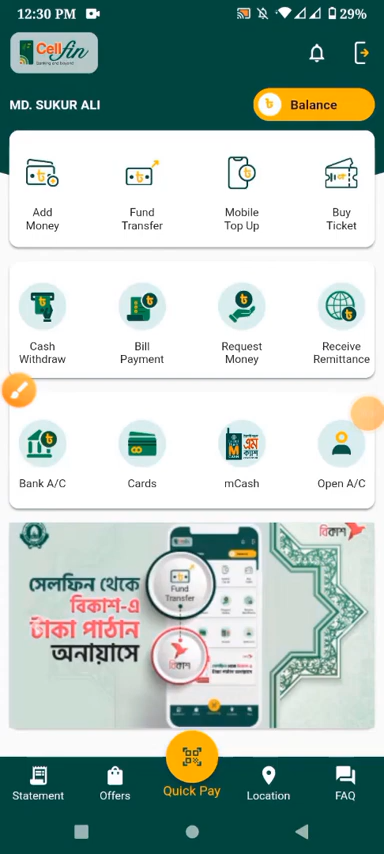 12:30 PM
29%
Cellfin
Banking and beyond
MD. SUKUR ALI
Balance
Add
Money
Fund
Transfer
Mobile
Top Up
Buy
Ticket
Cash
Withdraw
Bill
Payment
Request
Money
Receive
Remittance
Bank A/C
Cards
mCash
Open A/C
সেলফিন থেকে
বিকাশ-এ
টাকা পাঠান
অনায়াসে
Fund
Transfer
বিকাশ
বিকাশ
Statement
Offers
Quick Pay
Location
FAQ